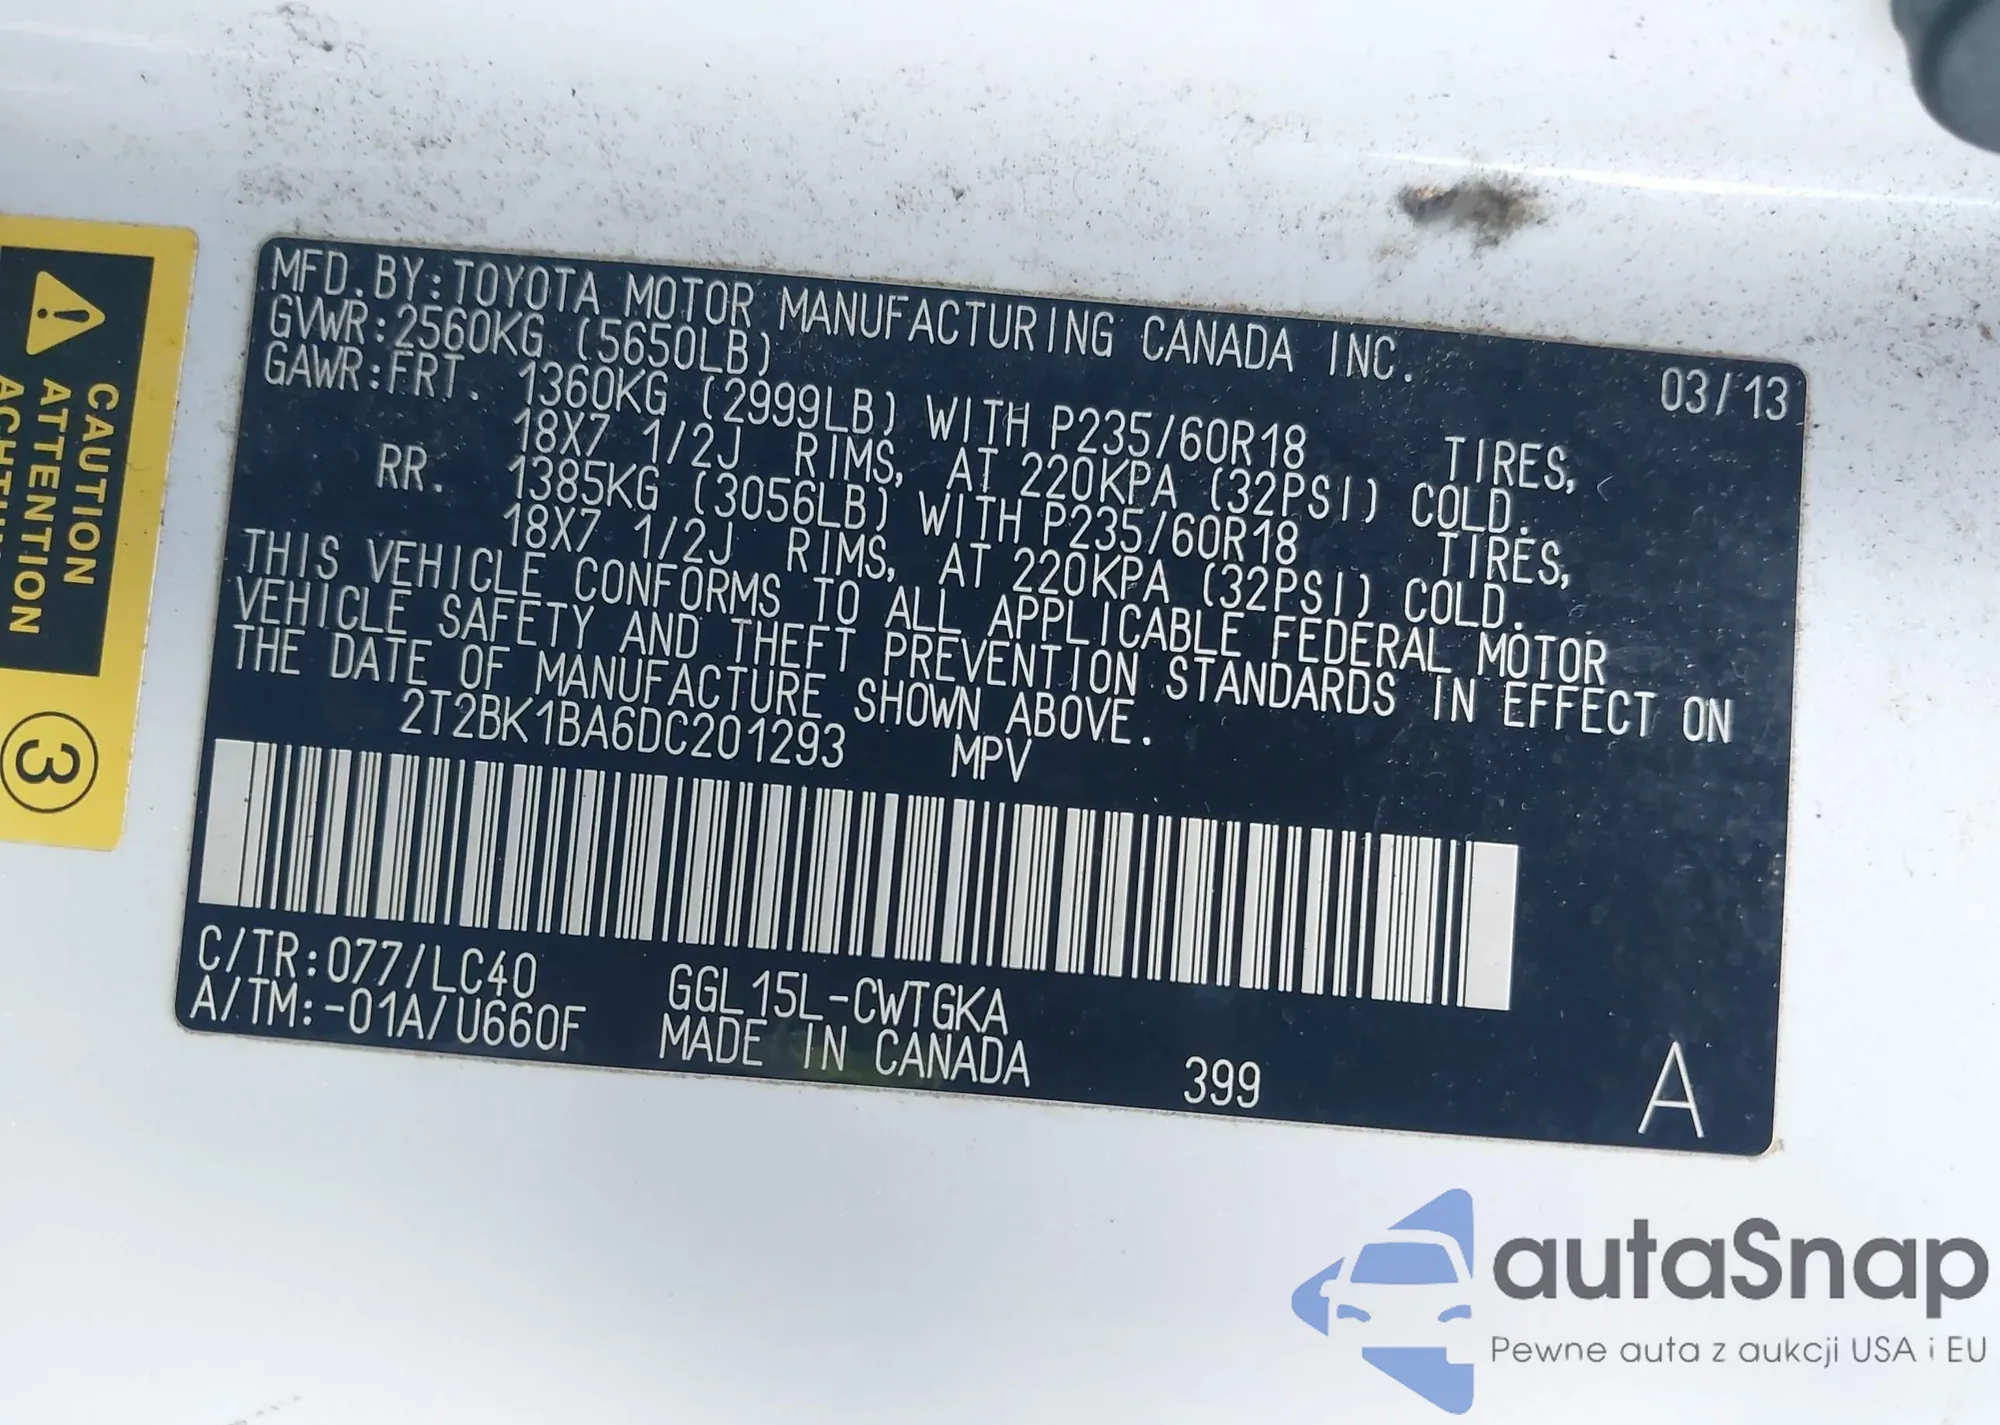 CAUTION
ATTENTION
3
MFD.BY:TOYOTA MOTOR MANUFACTURING CANADA INC. 03/13
GVWR:2560KG (5650LB)
GAWR:FRT. 1360KG (2999LB) WITH P235/60R18 TIRES,
18X7 1/2J RIMS, AT 220KPA (32PSI) COLD.
RR. 1385KG (3056LB) WITH P235/60R18 TIRES,
18X7 1/2J RIMS, AT 220KPA (32PSI) COLD.
THIS VEHICLE CONFORMS TO ALL APPLICABLE FEDERAL MOTOR
VEHICLE SAFETY AND THEFT PREVENTION STANDARDS IN EFFECT ON
THE DATE OF MANUFACTURE SHOWN ABOVE.
2T2BK1BA6DC201293 MPV
C/TR:077/LC40 GGL15L-CWTGKA
A/TM:-01A/U660F MADE IN CANADA 399 A
autaSnap
Pewne auta z aukcji USA i EU